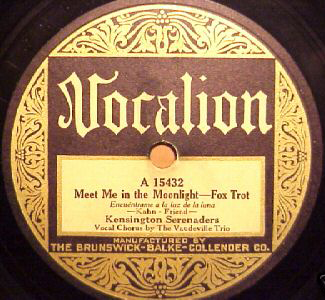 Vocalion
A 15432
Meet Me in the Moonlight—Fox Trot
Encuéntrame a la luz de la luna
—Kahn - Friend—
Kensington Serenaders
Vocal Chorus by The Vaudeville Trio
MANUFACTURED BY
THE BRUNSWICK-BALKE-COLLENDER CO.